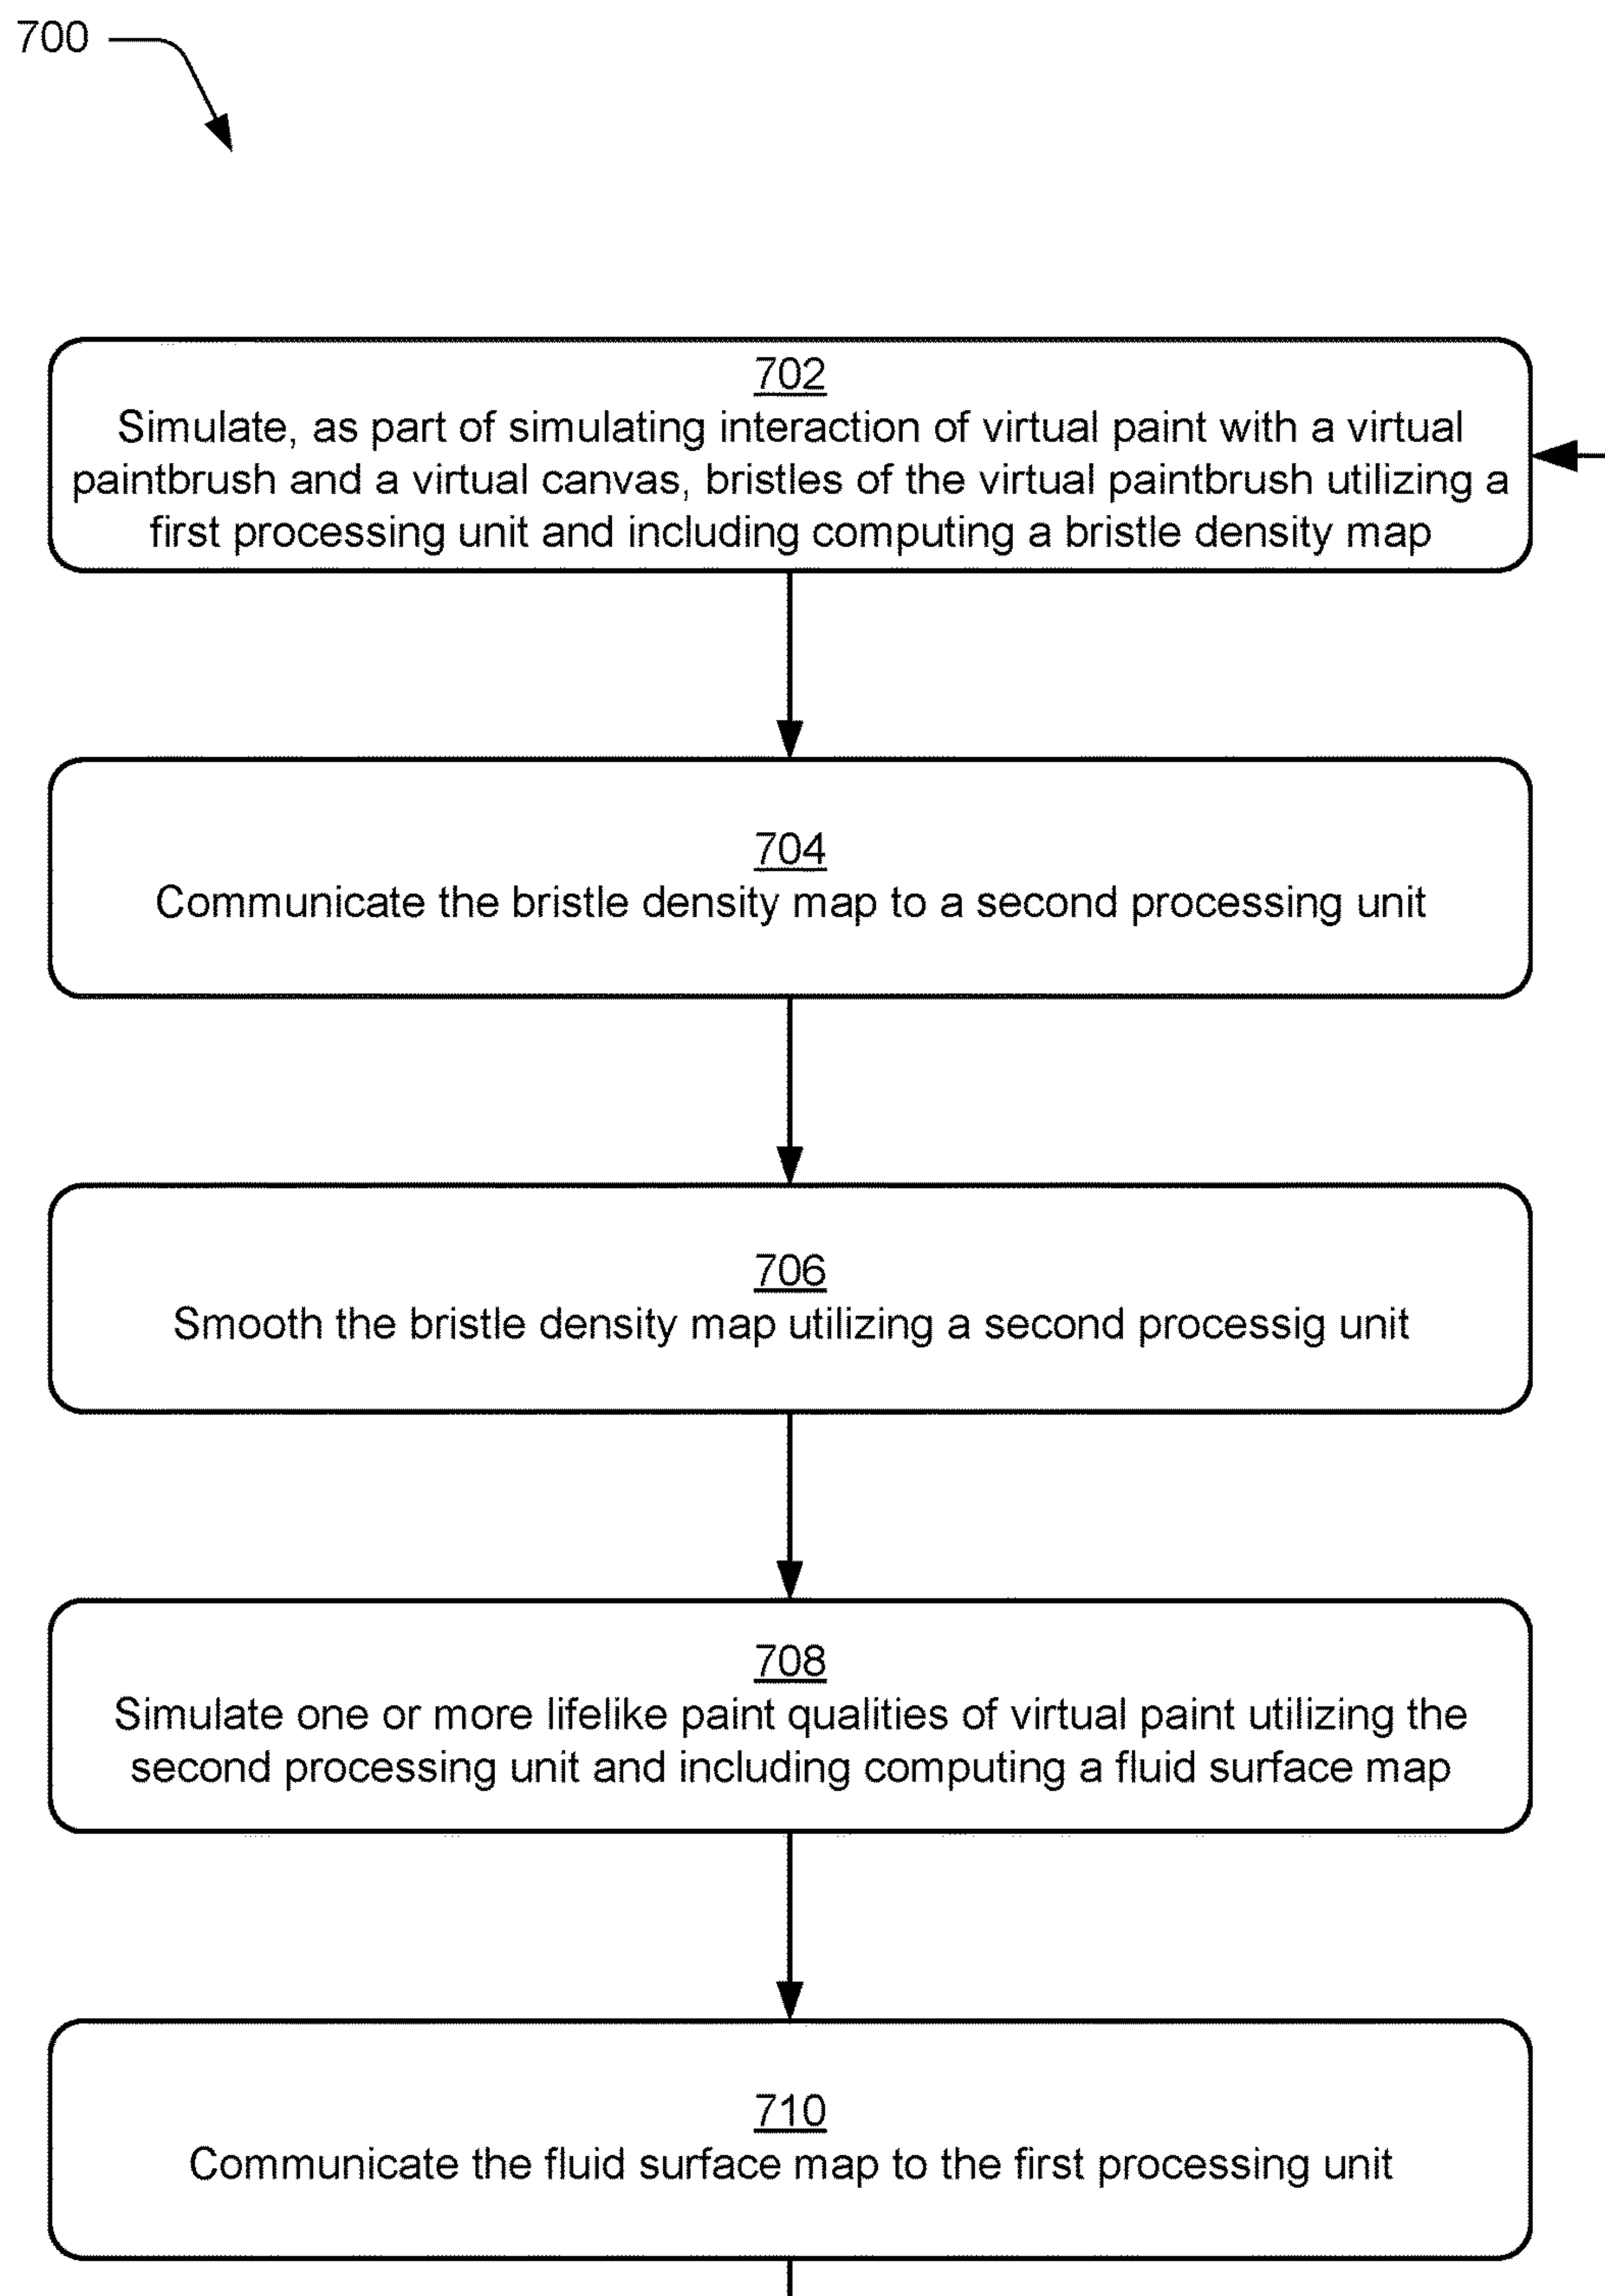 700
702
Simulate, as part of simulating interaction of virtual paint with a virtual
paintbrush and a virtual canvas, bristles of the virtual paintbrush utilizing a
first processing unit and including computing a bristle density map
704
Communicate the bristle density map to a second processing unit
706
Smooth the bristle density map utilizing a second processig unit
708
Simulate one or more lifelike paint qualities of virtual paint utilizing the
second processing unit and including computing a fluid surface map
710
Communicate the fluid surface map to the first processing unit